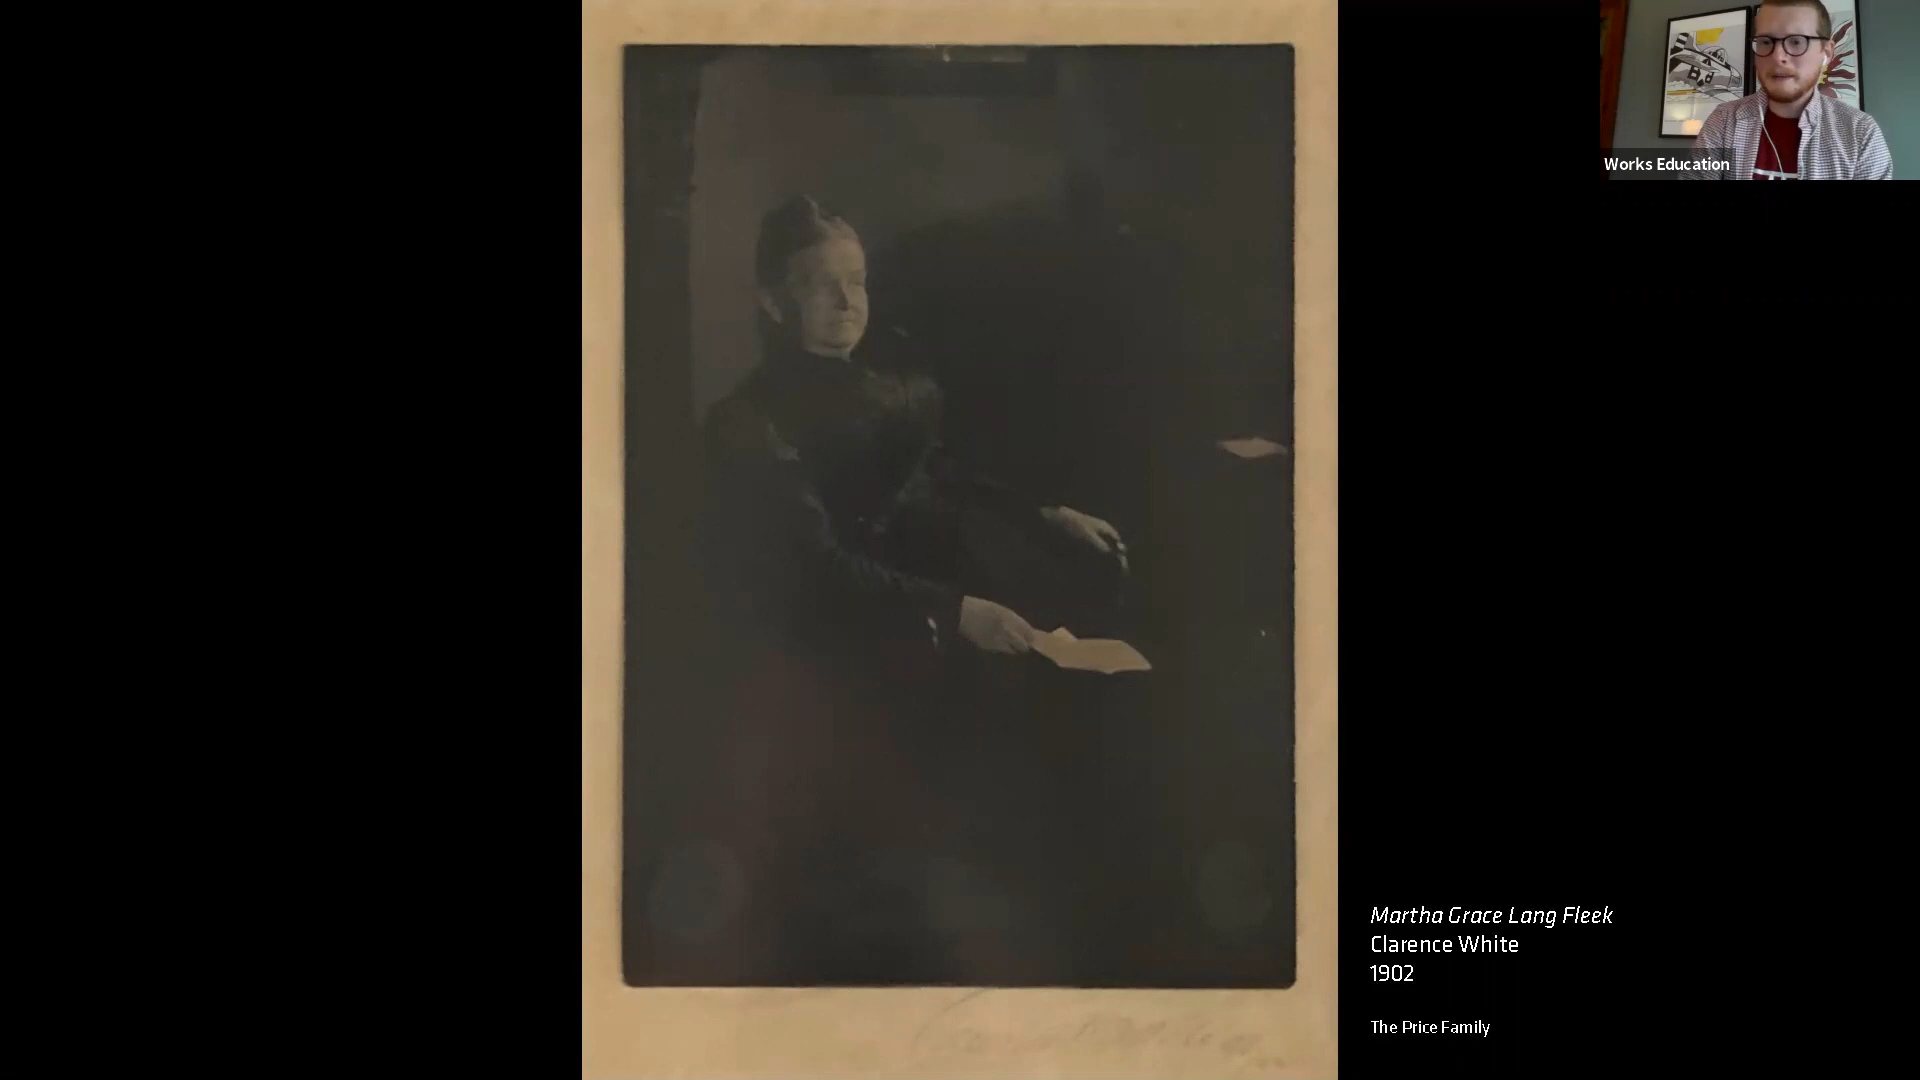 Works Education
Martha Grace Lang Fleek
Clarence White
1902
The Price Family